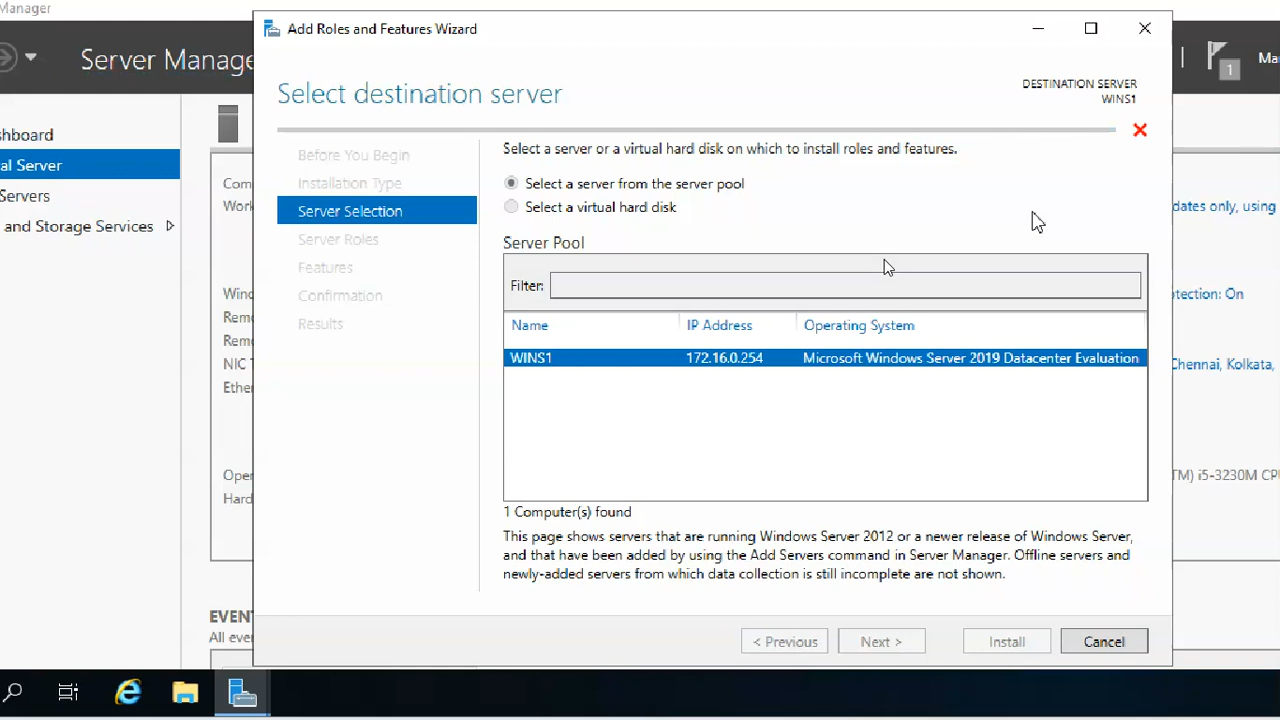 Manager
Add Roles and Features Wizard
Server Manage
1
Ma
Select destination server
DESTINATION SERVER
WINS1
shboard
al Server
Servers
and Storage Services
Com
Work
Wind
Rem
Rem
NIC T
Ether
Oper
Hard
EVEN
All eve
Before You Begin
Installation Type
Server Selection
Server Roles
Features
Confirmation
Results
Select a server or a virtual hard disk on which to install roles and features.
Select a server from the server pool
Select a virtual hard disk
Server Pool
Filter:
Name IP Address Operating System
WINS1 172.16.0.254 Microsoft Windows Server 2019 Datacenter Evaluation
1 Computer(s) found
This page shows servers that are running Windows Server 2012 or a newer release of Windows Server,
and that have been added by using the Add Servers command in Server Manager. Offline servers and
newly-added servers from which data collection is still incomplete are not shown.
< Previous Next > Install Cancel
dates only, using
otection: On
Chennai, Kolkata,
TM) i5-3230M CP